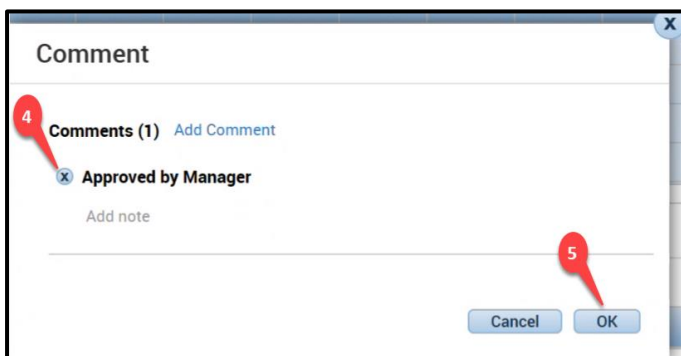 X
Comment
4
Comments (1) Add Comment
x Approved by Manager
Add note
5
Cancel OK